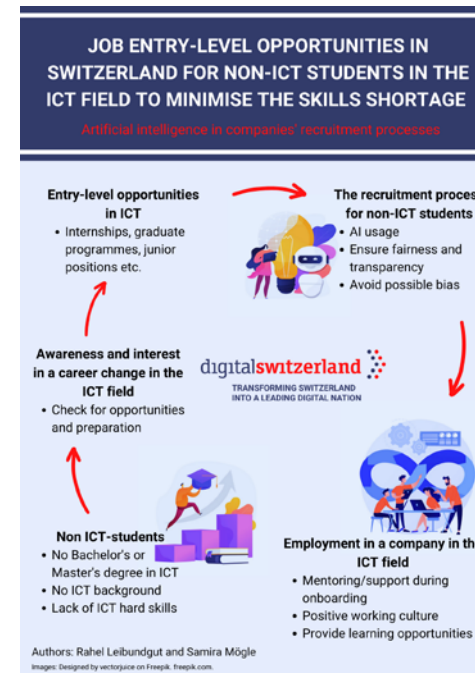 JOB ENTRY-LEVEL OPPORTUNITIES IN
SWITZERLAND FOR NON-ICT STUDENTS IN THE
ICT FIELD TO MINIMISE THE SKILLS SHORTAGE
Artificial intelligence in companies' recruitment processes
Entry-level opportunities
in ICT
• Internships, graduate
programmes, junior
positions etc.
The recruitment proces
for non-ICT students
• AI usage
• Ensure fairness and
transparency
• Avoid possible bias
Awareness and interest
in a career change in the
ICT field
• Check for opportunities
and preparation
digitalswitzerland
TRANSFORMING SWITZERLAND
INTO A LEADING DIGITAL NATION
Non ICT-students
• No Bachelor's or
Master's degree in ICT
• No ICT background
• Lack of ICT hard skills
Employment in a company in th
ICT field
• Mentoring/support during
onboarding
• Positive working culture
• Provide learning opportunities
Authors: Rahel Leibundgut and Samira Mögle
Images: Designed by vectorjuice on Freepik. freepik.com.